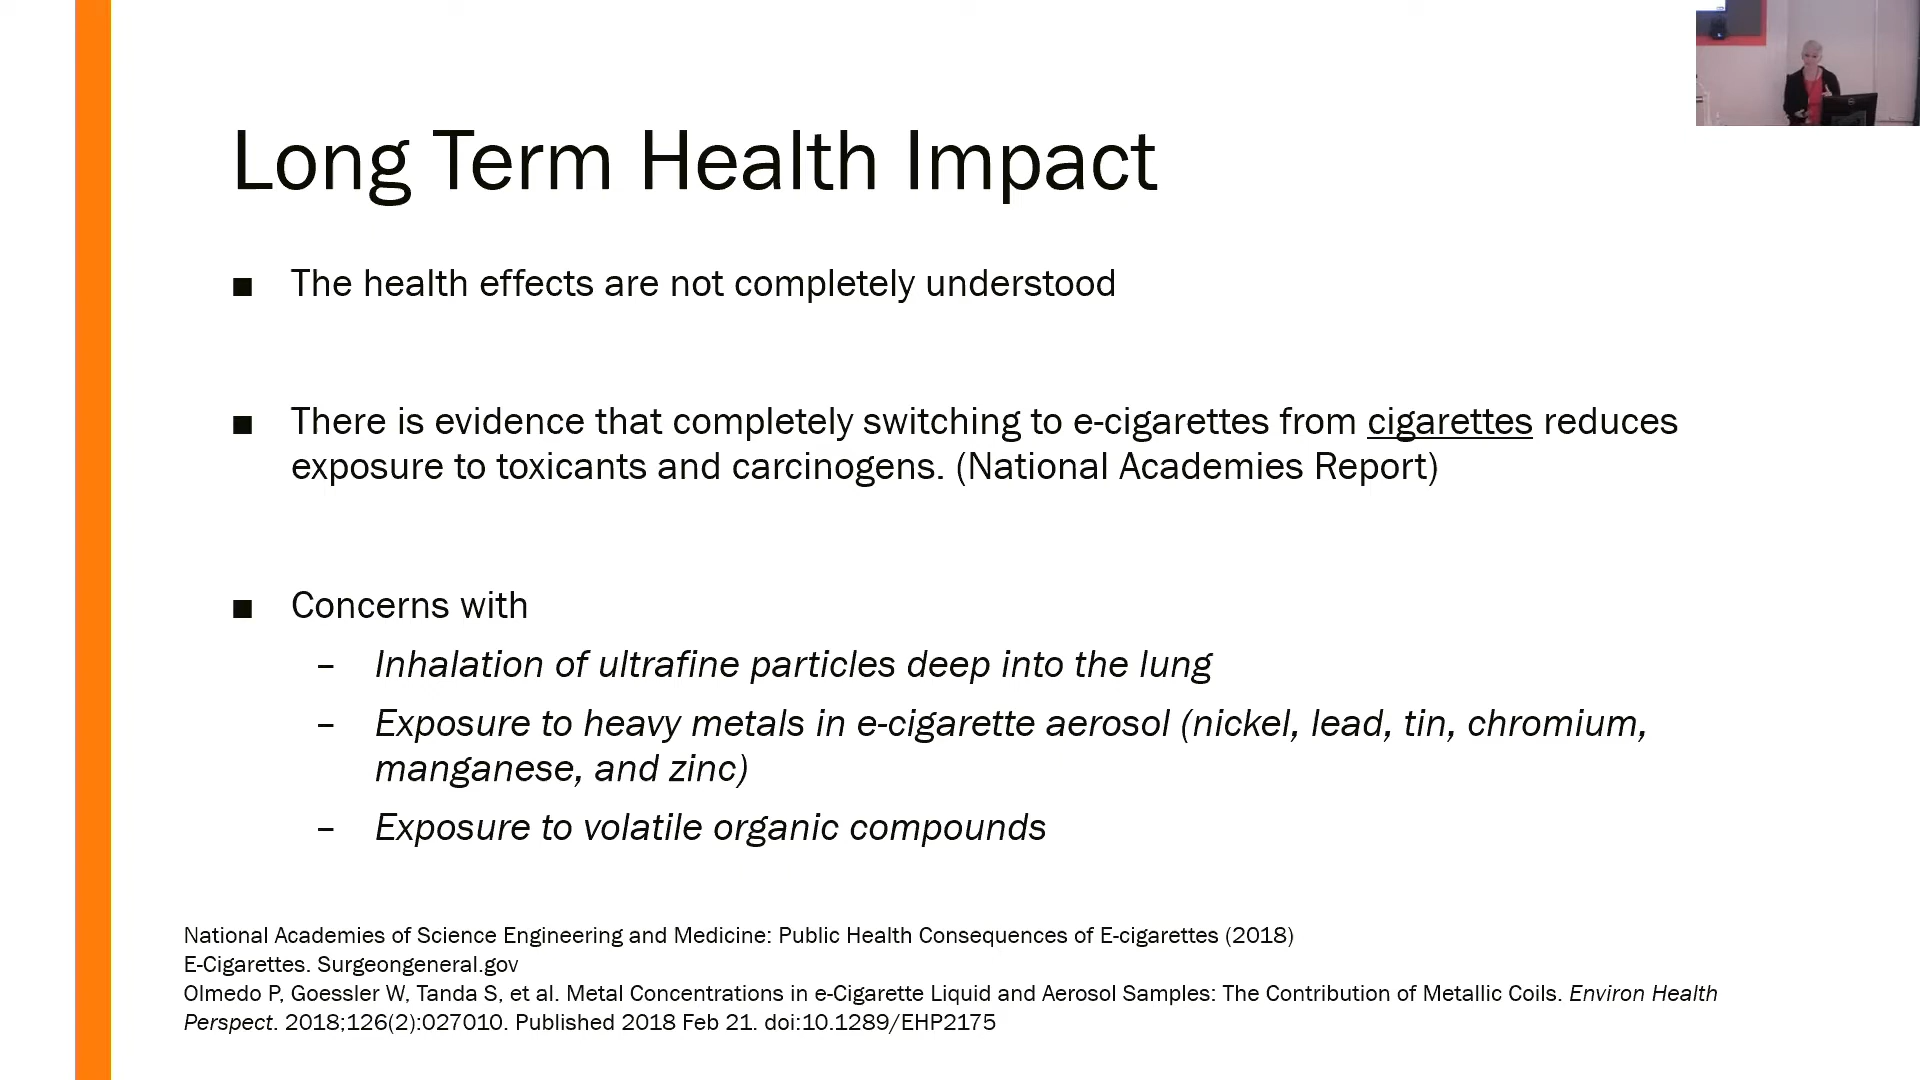 Long Term Health Impact
■ The health effects are not completely understood
■ There is evidence that completely switching to e-cigarettes from cigarettes reduces
exposure to toxicants and carcinogens. (National Academies Report)
■ Concerns with
– Inhalation of ultrafine particles deep into the lung
– Exposure to heavy metals in e-cigarette aerosol (nickel, lead, tin, chromium,
manganese, and zinc)
– Exposure to volatile organic compounds
National Academies of Science Engineering and Medicine: Public Health Consequences of E-cigarettes (2018)
E-Cigarettes. Surgeongeneral.gov
Olmedo P, Goessler W, Tanda S, et al. Metal Concentrations in e-Cigarette Liquid and Aerosol Samples: The Contribution of Metallic Coils. Environ Health
Perspect. 2018;126(2):027010. Published 2018 Feb 21. doi:10.1289/EHP2175